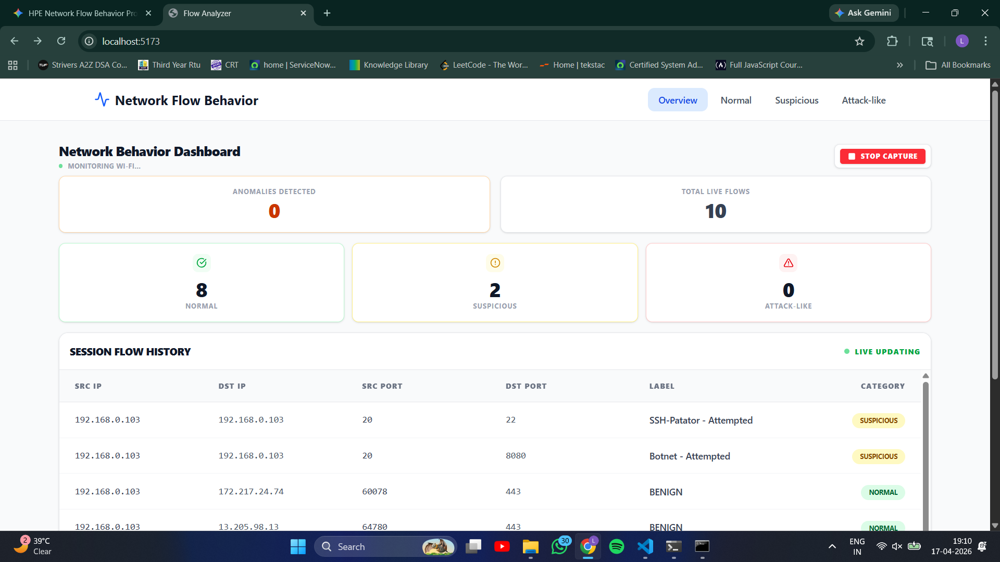 HPE Network Flow Behavior Pro
Flow Analyzer
Ask Gemini
localhost:5173
L
TUF
Strivers A2Z DSA Co...
Third Year Rtu
CRT
home | ServiceNow...
Knowledge Library
LeetCode - The Wor...
Home | tekstac
Certified System Ad...
Full JavaScript Cour...
All Bookmarks
Network Flow Behavior
Overview
Normal
Suspicious
Attack-like
Network Behavior Dashboard
MONITORING WI-FI...
STOP CAPTURE
ANOMALIES DETECTED
0
TOTAL LIVE FLOWS
10
8
NORMAL
2
SUSPICIOUS
0
ATTACK-LIKE
SESSION FLOW HISTORY
LIVE UPDATING
SRC IP DST IP SRC PORT DST PORT LABEL CATEGORY
192.168.0.103 192.168.0.103 20 22 SSH-Patator - Attempted SUSPICIOUS
192.168.0.103 192.168.0.103 20 8080 Botnet - Attempted SUSPICIOUS
192.168.0.103 172.217.24.74 60078 443 BENIGN NORMAL
192.168.0.103 13.205.98.13 64780 443 BENIGN NORMAL
2
39°C
Clear
Search
30
L
ENG
IN
19:10
17-04-2026